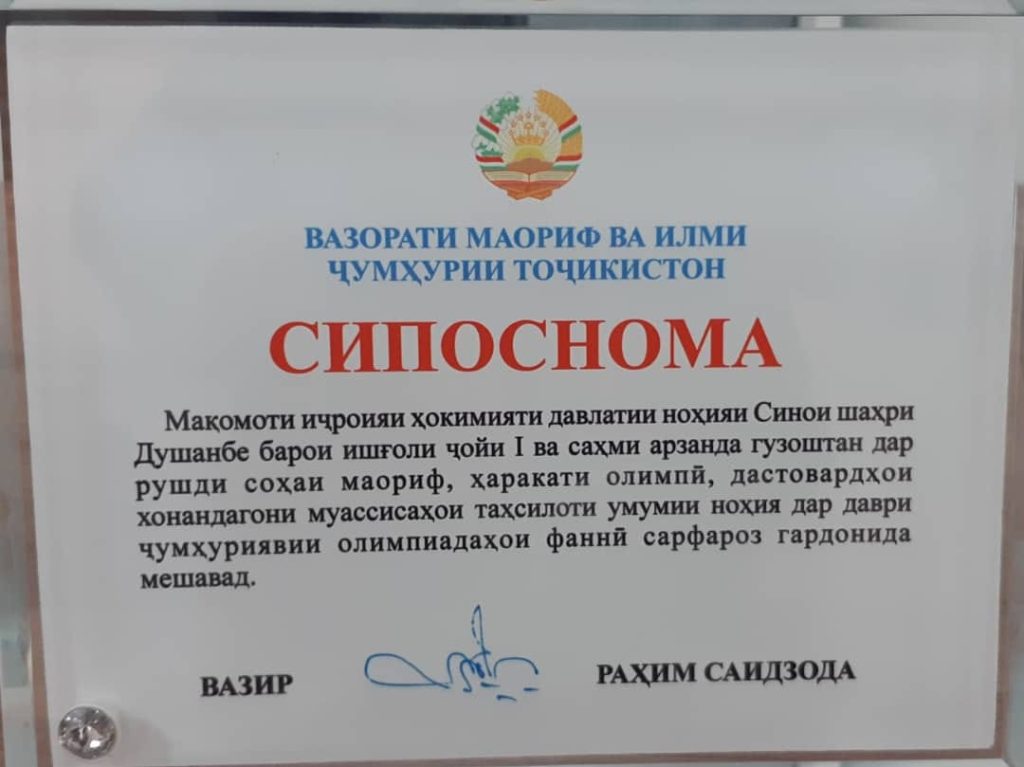 ВАЗОРАТИ МАОРИФ ВА ИЛМИ
ҶУМҲУРИИ ТОҶИКИСТОН
СИПОСНОМА
Мақомоти иҷроияи ҳокимияти давлатии ноҳияи Синои шаҳри
Душанбе барои ишғоли ҷойи I ва саҳми арзанда гузоштан дар
рушди соҳаи маориф, ҳаракати олимпӣ, дастовардҳои
хонандагони муассисаҳои таҳсилоти умумии ноҳия дар даври
ҷумҳуриявии олимпиадаҳои фаннӣ сарфароз гардонида
мешавад.
ВАЗИР РАҲИМ САИДЗОДА